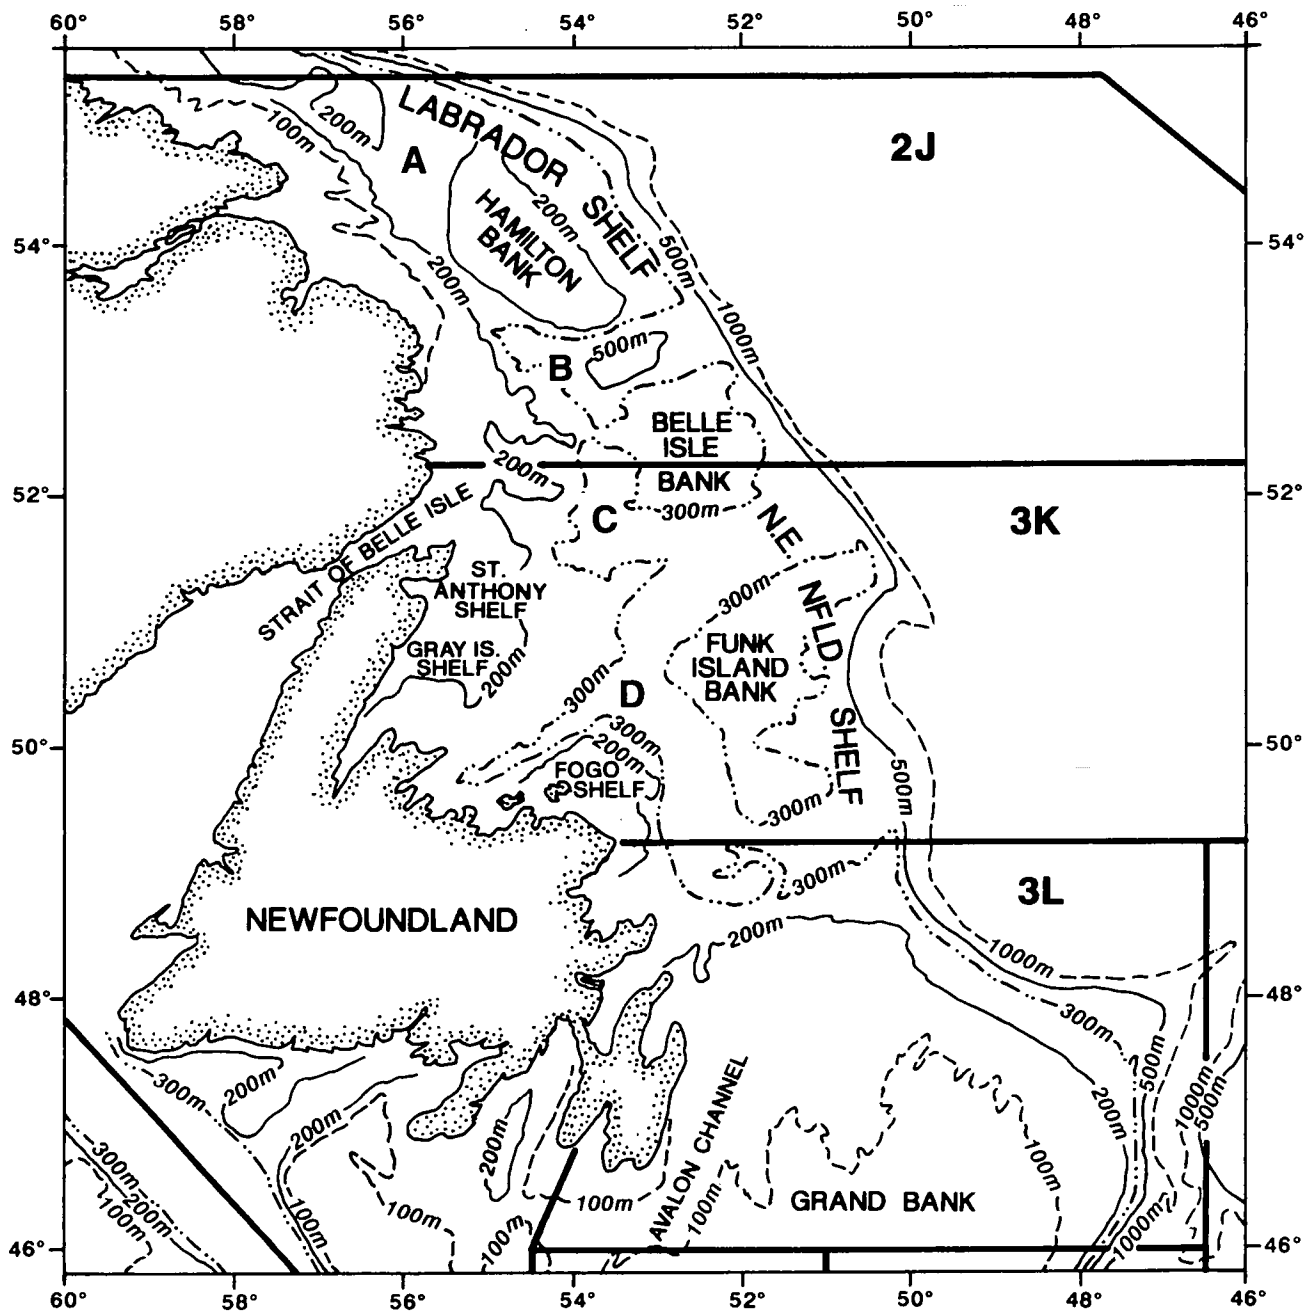 60°
58°
56°
54°
52°
50°
48°
46°
LABRADOR SHELF
2J
100m
200m
A
200m
HAMILTON
BANK
54°
54°
500m
200m
1000m
500m
B
BELLE
ISLE
BANK
200m
52°
52°
300m
C
3K
N.E. NFLD SHELF
STRAIT OF BELLE ISLE
ST.
ANTHONY
SHELF
300m
GRAY IS.
SHELF
200m
FUNK
ISLAND
BANK
300m
D
50°
50°
300m
200m
FOGO
SHELF
500m
300m
300m
3L
NEWFOUNDLAND
200m
1000m
48°
48°
300m
500m
300m
200m
200m
200m
1000m
500m
AVALON CHANNEL
200m
100m
300m
200m
100m
100m
100m
100m
100m
100m
GRAND BANK
1000m
46°
46°
60°
58°
56°
54°
52°
50°
48°
46°